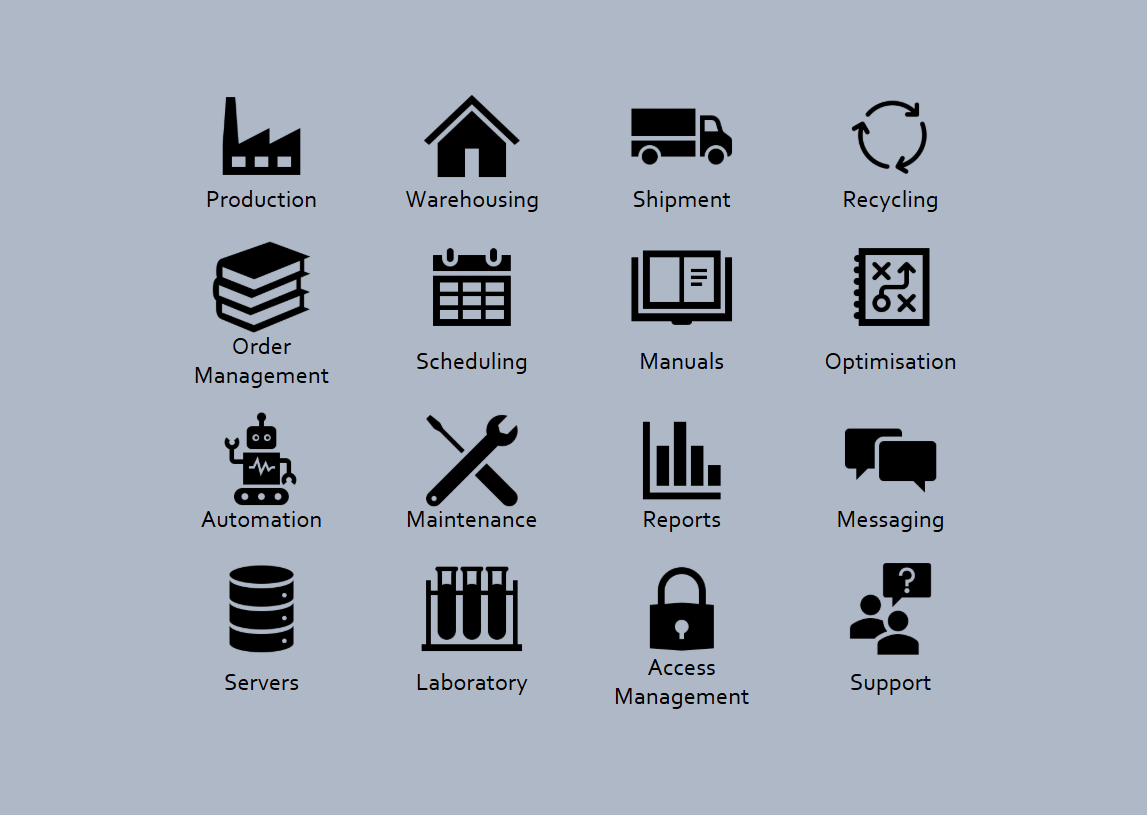 Production
Warehousing
Shipment
Recycling
Order
Management
Scheduling
Manuals
Optimisation
Automation
Maintenance
Reports
Messaging
?
Servers
Laboratory
Access
Management
Support